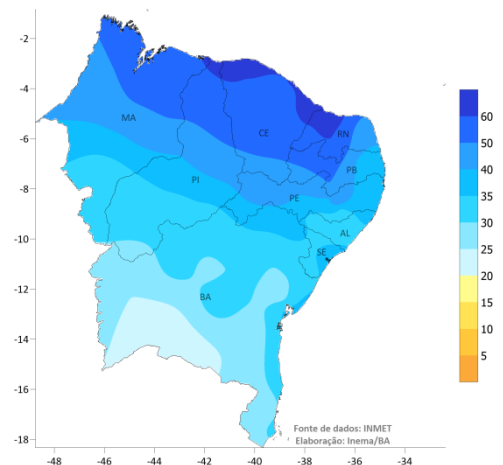 -2
-4
-6
-8
-10
-12
-14
-16
-18
MA
CE
RN
PB
PI
PE
AL
SE
BA
60
50
45
40
35
30
25
20
15
10
5
Fonte de dados: INMET
Elaboração: Inema/BA
-48 -46 -44 -42 -40 -38 -36 -34